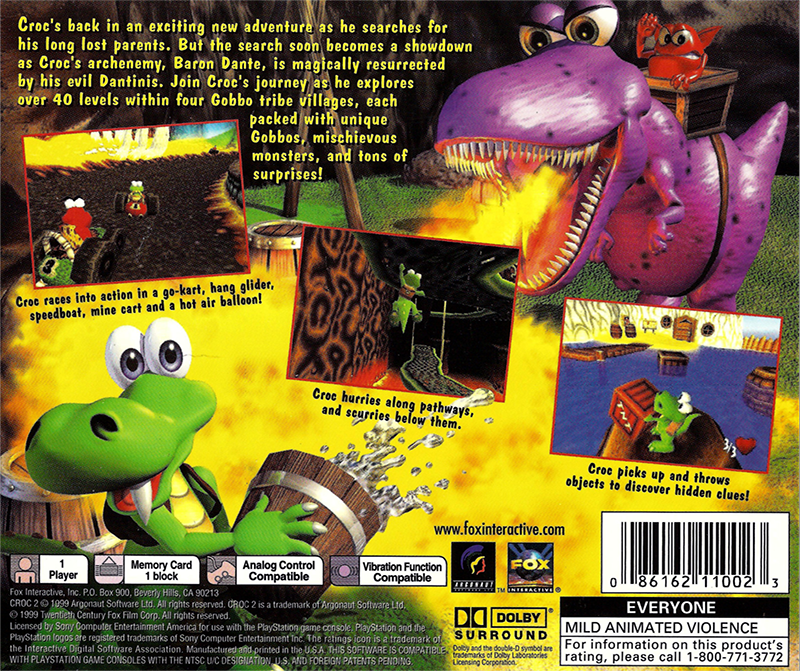 Croc's back in an exciting new adventure as he searches for
his long lost parents. But the search soon becomes a showdown
as Croc's archenemy, Baron Dante, is magically resurrected
by his evil Dantinis. Join Croc's journey as he explores
over 40 levels within four Gobbo tribe villages, each
packed with unique
Gobbos, mischievous
monsters, and tons of
surprises!
Croc races into action in a go-kart, hang glider,
speedboat, mine cart and a hot air balloon!
Croc hurries along pathways,
and scurries below them.
3/3
Croc picks up and throws
objects to discover hidden clues!
www.foxinteractive.com
1
Player
Memory Card
1 block
Analog Control
Compatible
Vibration Function
Compatible
ARGONAUT
SOFTWARE LTD.
TM
FOX
INTERACTIVE
TM
0 86162 11002 3
Fox Interactive, Inc. P.O. Box 900, Beverly Hills, CA 90213
CROC 2 © 1999 Argonaut Software Ltd. All rights reserved. CROC 2 is a trademark of Argonaut Software Ltd.
© 1999 Twentieth Century Fox Film Corp. All rights reserved.
Licensed by Sony Computer Entertainment America for use with the PlayStation game console. PlayStation and the
PlayStation logos are registered trademarks of Sony Computer Entertainment Inc. The ratings icon is a trademark of
the Interactive Digital Software Association. Manufactured and printed in the U.S.A. THIS SOFTWARE IS COMPATIBLE
WITH PLAYSTATION GAME CONSOLES WITH THE NTSC U/C DESIGNATION. U.S. AND FOREIGN PATENTS PENDING.
DOLBY
SURROUND
Dolby and the double-D symbol are
trademarks of Dolby Laboratories
Licensing Corporation.
EVERYONE
MILD ANIMATED VIOLENCE
For information on this product's
rating, please call 1-800-771-3772